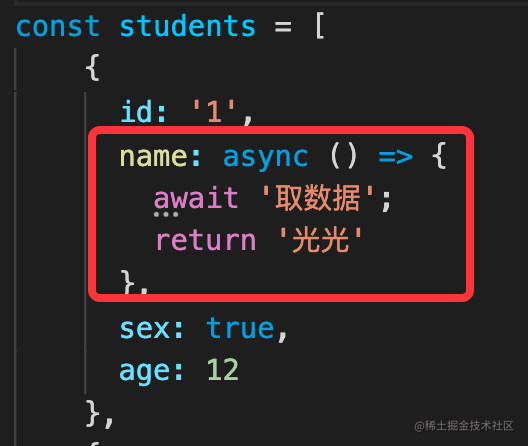 const students = [
{
id: '1',
name: async () => {
await '取数据';
return '光光'
},
sex: true,
age: 12
},
@稀土掘金技术社区